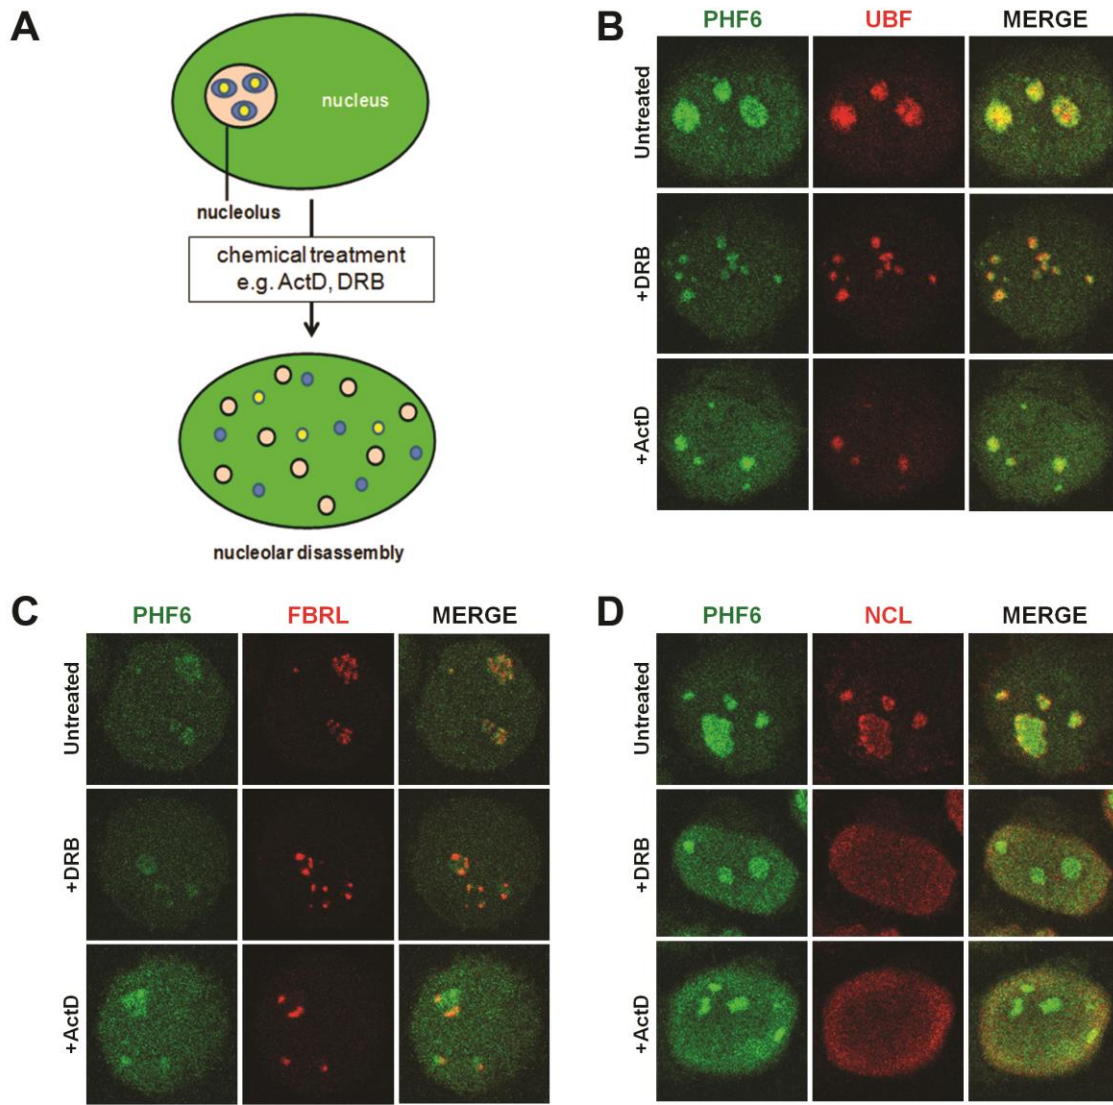 A
nucleus
nucleolus
chemical treatment
e.g. ActD, DRB
nucleolar disassembly
B
PHF6 UBF MERGE
Untreated
+DRB
+ActD
C
PHF6 FBRL MERGE
Untreated
+DRB
+ActD
D
PHF6 NCL MERGE
Untreated
+DRB
+ActD